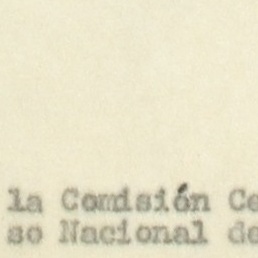 la Comisión Ce
so Nacional de